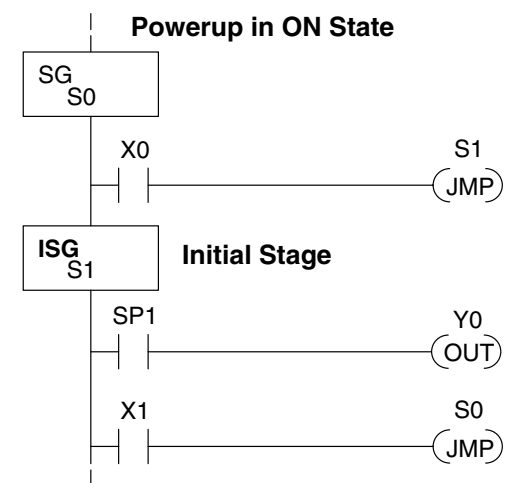 Powerup in ON State
SG
S0
X0
S1
JMP
ISG
S1
Initial Stage
SP1
Y0
OUT
X1
S0
JMP